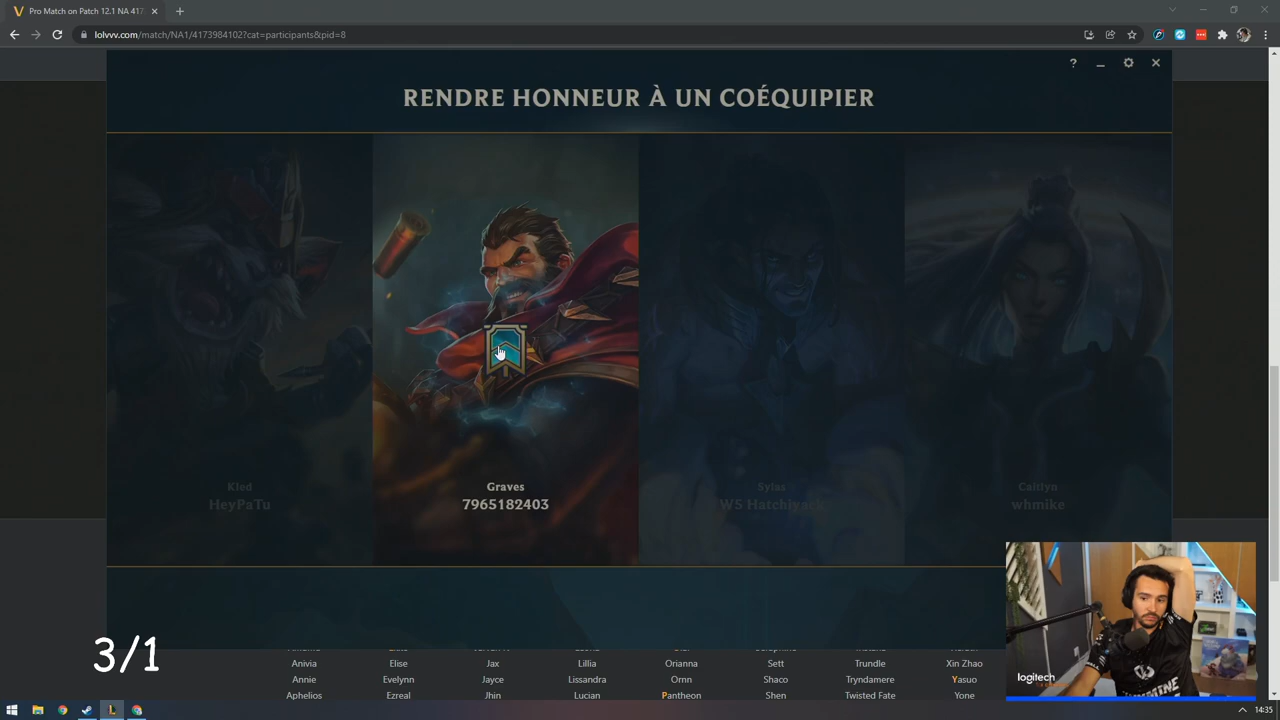 Pro Match on Patch 12.1 NA 417
lolvvv.com/match/NA1/4173984102?cat=participants&pid=8
?
RENDRE HONNEUR À UN COÉQUIPIER
Kled
HeyPaTu
Graves
7965182403
Sylas
W5 Hatchiyack
Caitlyn
whmike
3/1
Anivia Elise Jax Lillia Orianna Sett Trundle Xin Zhao
Annie Evelynn Jayce Lissandra Ornn Shaco Tryndamere Yasuo
Aphelios Ezreal Jhin Lucian Pantheon Shen Twisted Fate Yone
logitech
14:35